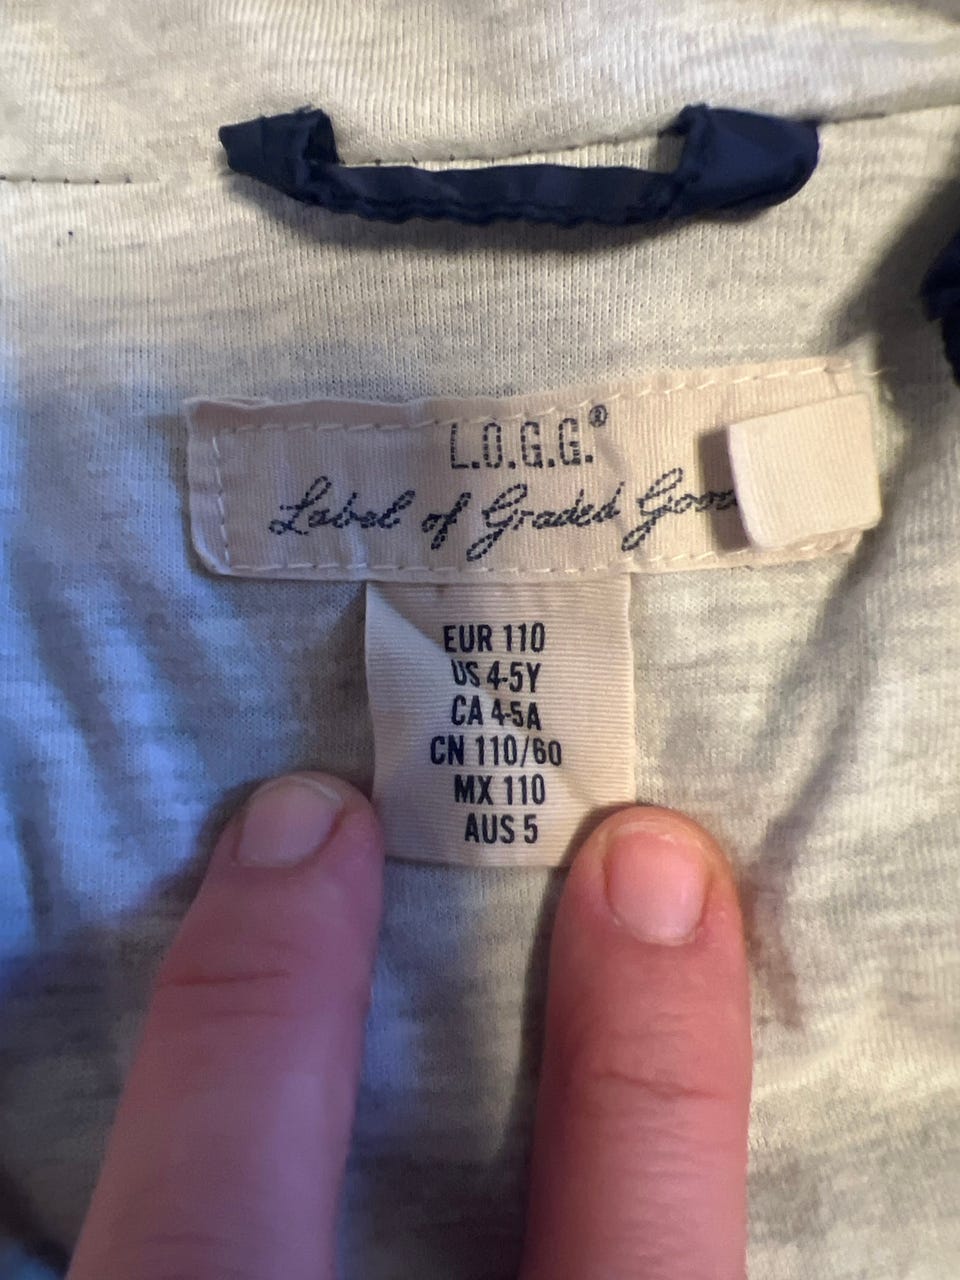 L.O.G.G.®
Label of Graded
EUR 110
US 4-5Y
CA 4-5A
CN 110/60
MX 110
AUS 5